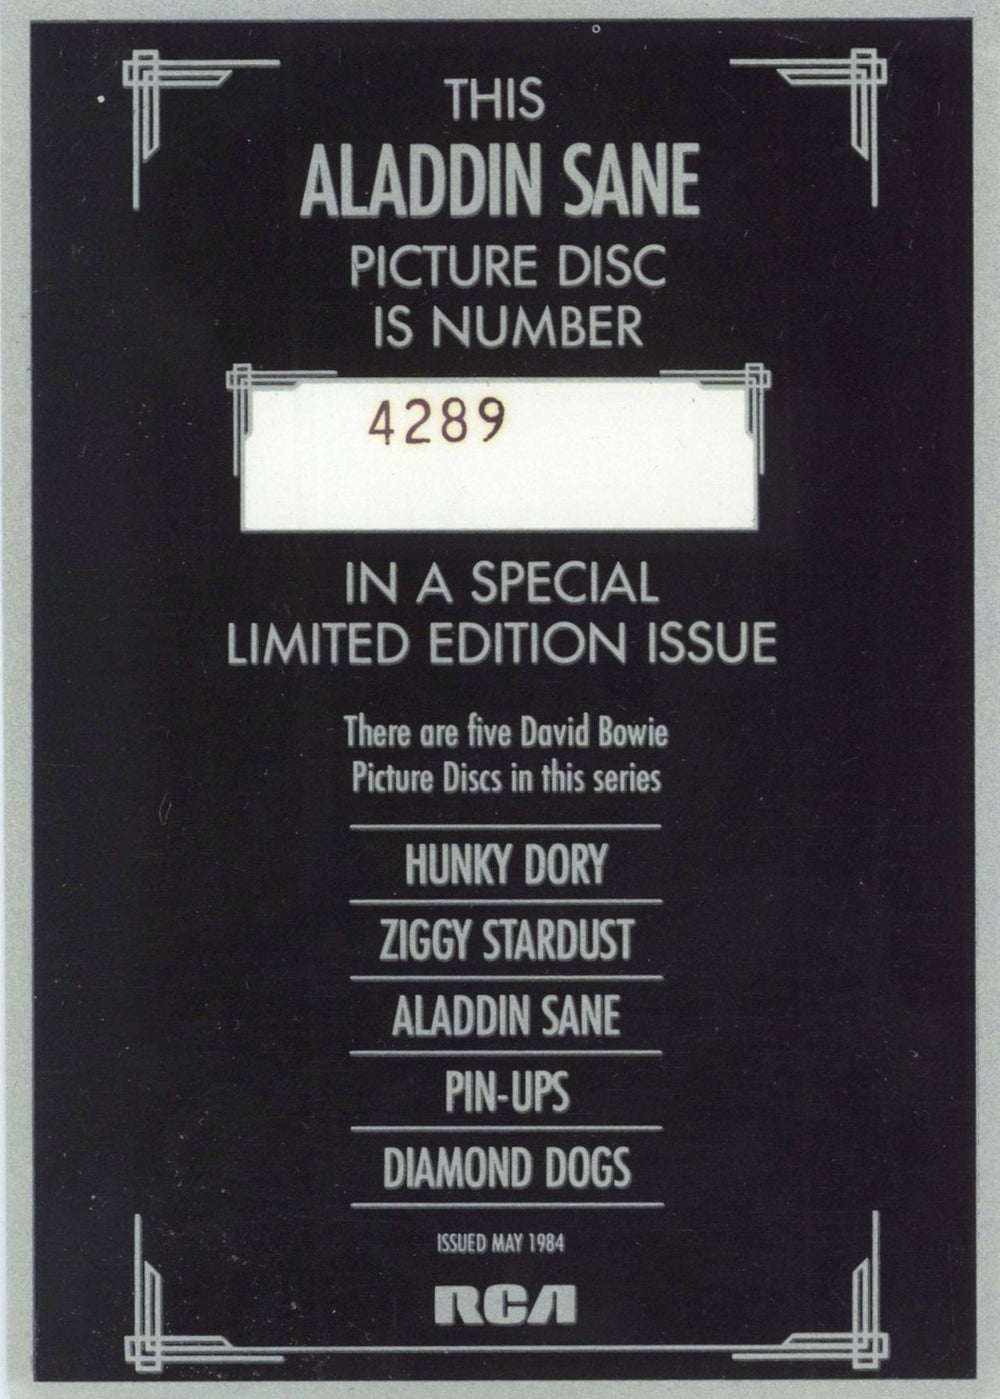 THIS
ALADDIN SANE
PICTURE DISC
IS NUMBER
4289
IN A SPECIAL
LIMITED EDITION ISSUE
There are five David Bowie
Picture Discs in this series
HUNKY DORY
ZIGGY STARDUST
ALADDIN SANE
PIN-UPS
DIAMOND DOGS
ISSUED MAY 1984
RCA